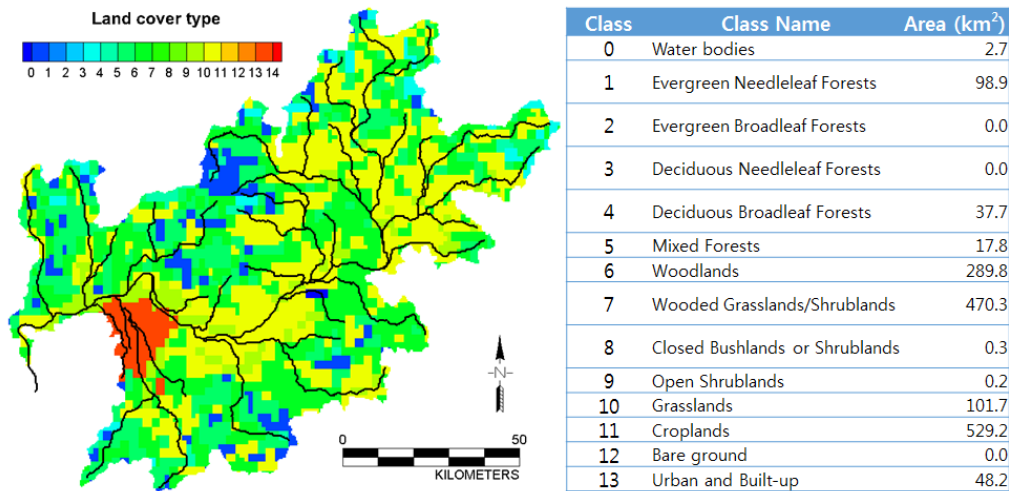 Land cover type
0 1 2 3 4 5 6 7 8 9 10 11 12 13 14
-N-
0 50
KILOMETERS
Class Class Name Area (km²)
0 Water bodies 2.7
1 Evergreen Needleleaf Forests 98.9
2 Evergreen Broadleaf Forests 0.0
3 Deciduous Needleleaf Forests 0.0
4 Deciduous Broadleaf Forests 37.7
5 Mixed Forests 17.8
6 Woodlands 289.8
7 Wooded Grasslands/Shrublands 470.3
8 Closed Bushlands or Shrublands 0.3
9 Open Shrublands 0.2
10 Grasslands 101.7
11 Croplands 529.2
12 Bare ground 0.0
13 Urban and Built-up 48.2